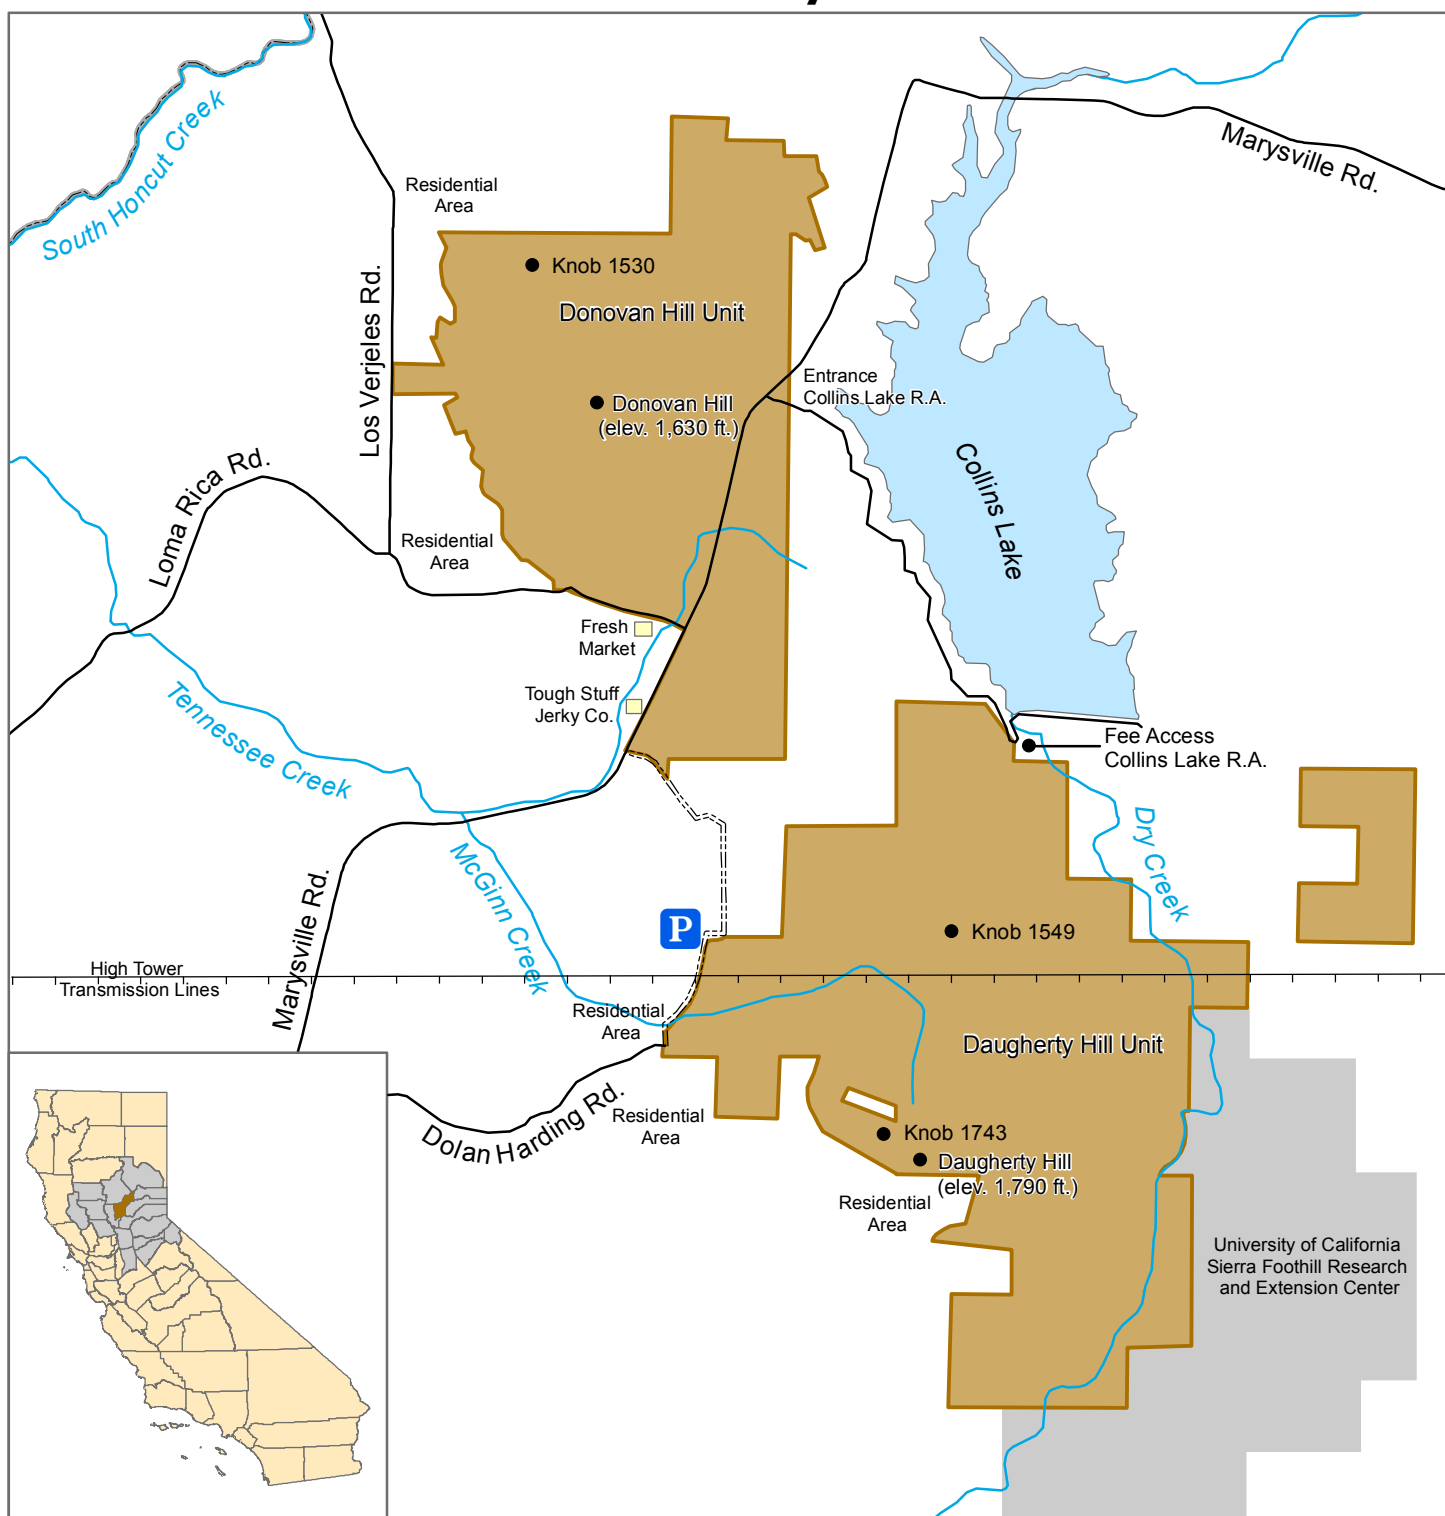 Marysville Rd.
South Honcut Creek
Residential
Area
Los Verjeles Rd.
Knob 1530
Donovan Hill Unit
Entrance
Collins Lake R.A.
Donovan Hill
(elev. 1,630 ft.)
Loma Rica Rd.
Collins Lake
Residential
Area
Fresh
Market
Tough Stuff
Jerky Co.
Tennessee Creek
Fee Access
Collins Lake R.A.
Dry Creek
McGinn Creek
Marysville Rd.
P
Knob 1549
High Tower
Transmission Lines
Residential
Area
Daugherty Hill Unit
Dolan Harding Rd.
Residential
Area
Knob 1743
Daugherty Hill
(elev. 1,790 ft.)
Residential
Area
University of California
Sierra Foothill Research
and Extension Center